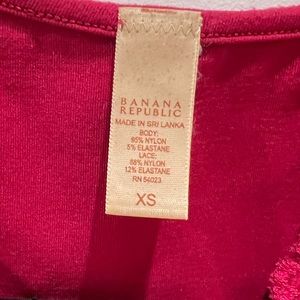 BANANA
REPUBLIC
MADE IN SRI LANKA
BODY:
95% NYLON
5% ELASTANE
LACE:
88% NYLON
12% ELASTANE
RN 54023
XS